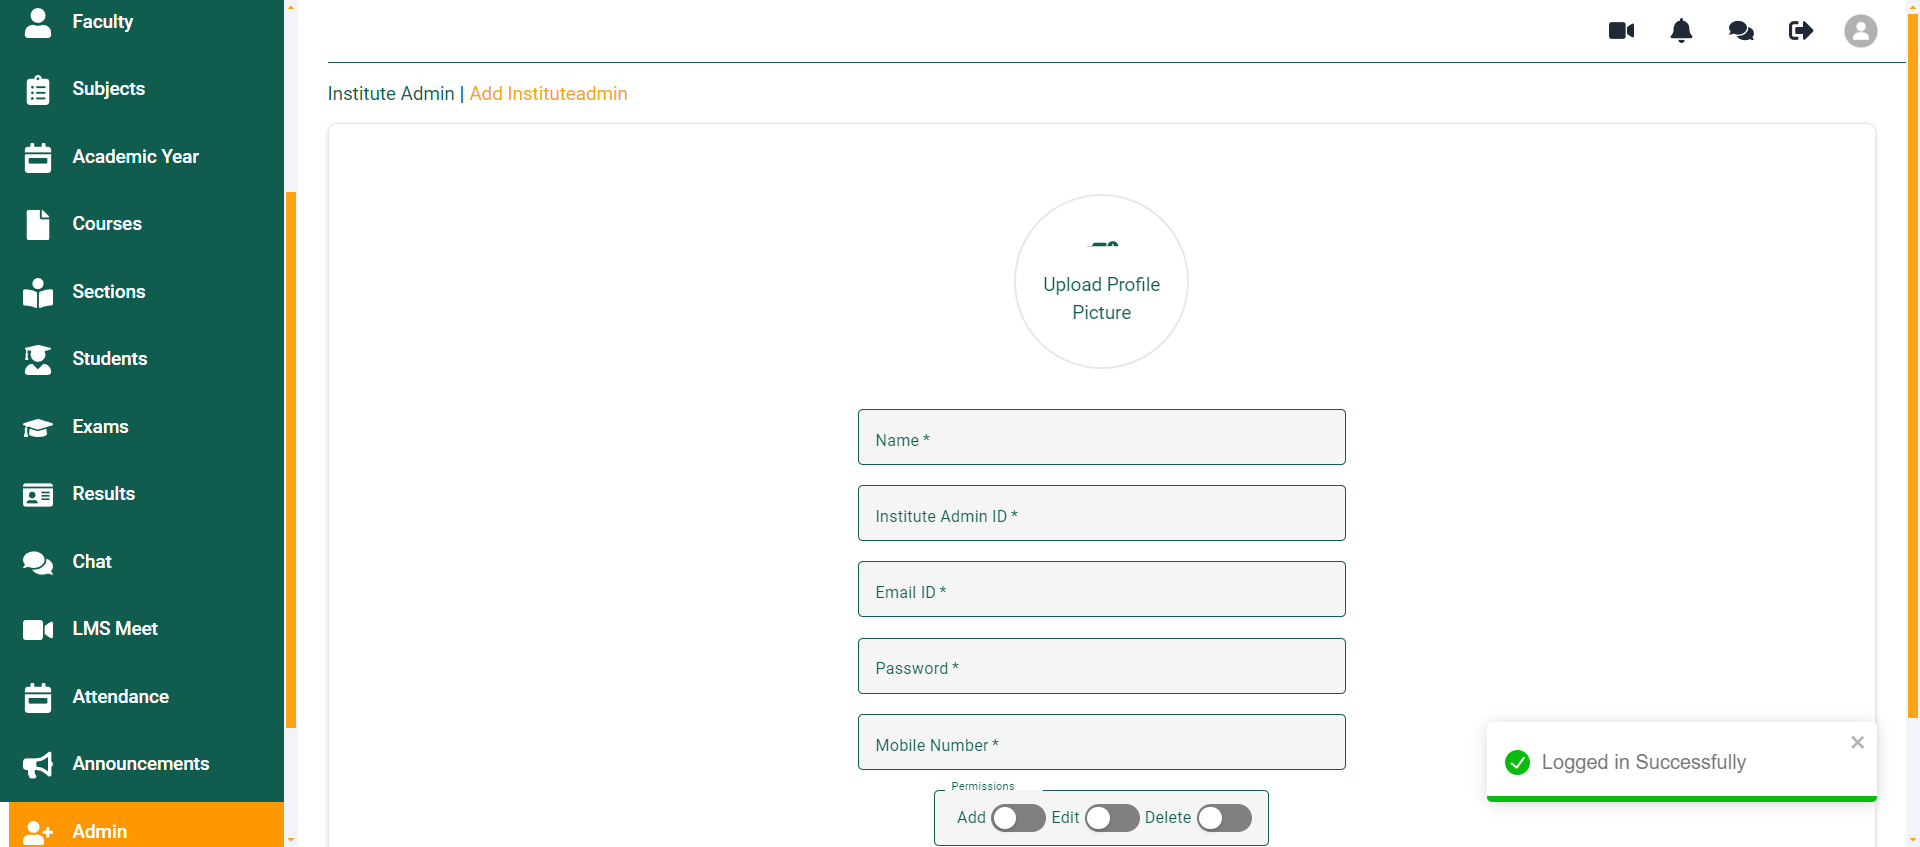 Faculty
Subjects
Academic Year
Courses
Sections
Students
Exams
Results
Chat
LMS Meet
Attendance
Announcements
Admin
Institute Admin | Add Instituteadmin
Upload Profile
Picture
Name *
Institute Admin ID *
Email ID *
Password *
Mobile Number *
Permissions
Add Edit Delete
Logged in Successfully